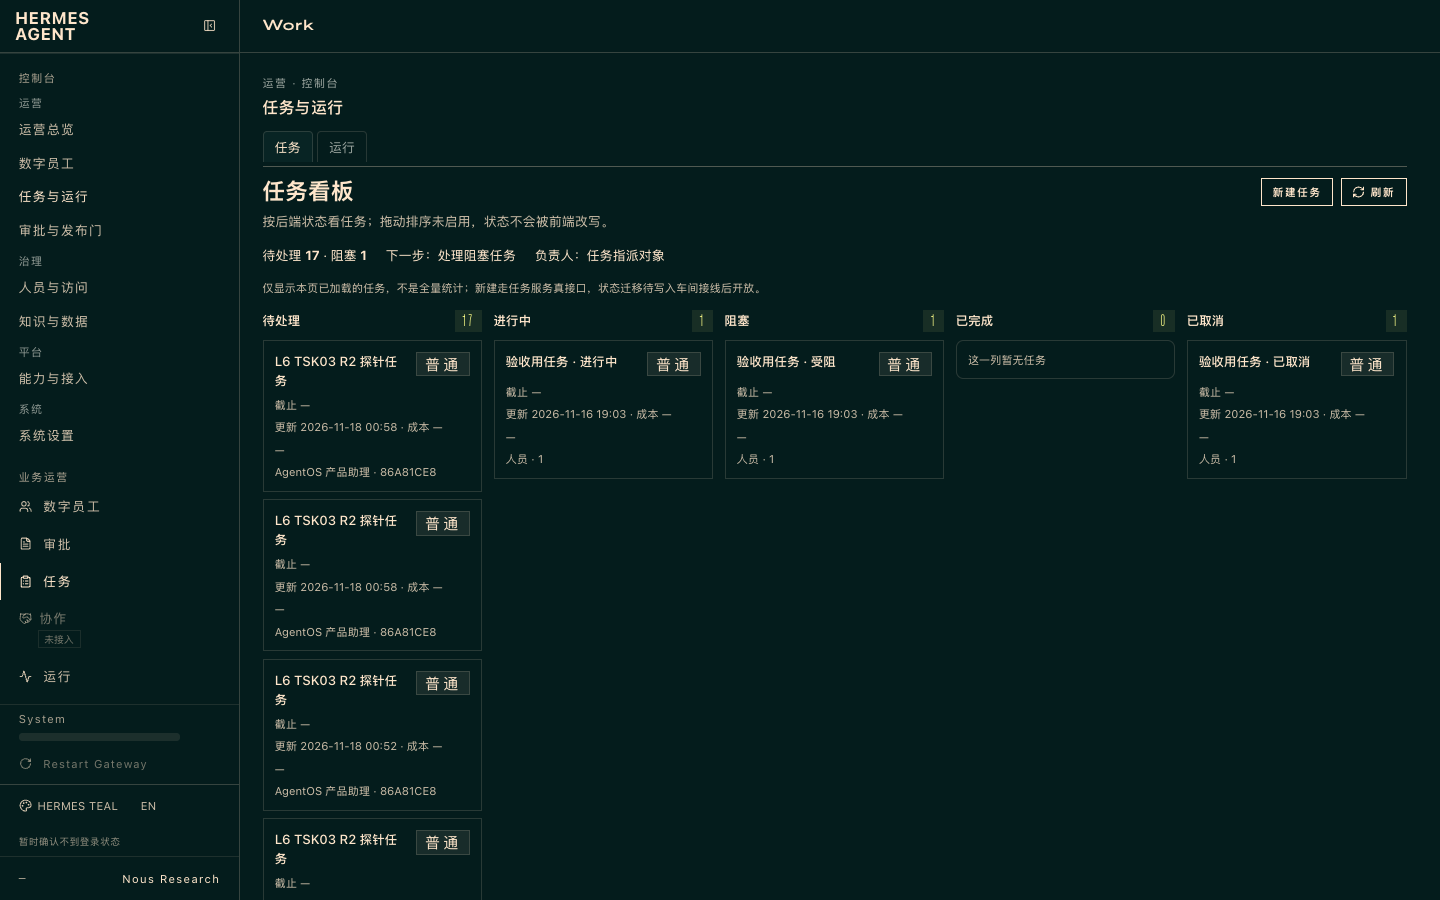 HERMES
AGENT
Work
控制台
运营
运营总览
数字员工
任务与运行
审批与发布门
治理
人员与访问
知识与数据
平台
能力与接入
系统
系统设置
业务运营
数字员工
审批
任务
协作
未接入
运行
System
Restart Gateway
HERMES TEAL EN
暂时确认不到登录状态
— Nous Research
运营 · 控制台
任务与运行
任务 运行
任务看板
新建任务 刷新
按后端状态看任务；拖动排序未启用，状态不会被前端改写。
待处理 17 · 阻塞 1 下一步：处理阻塞任务 负责人：任务指派对象
仅显示本页已加载的任务，不是全量统计；新建走任务服务真接口，状态迁移待写入车间接线后开放。
待处理 17
L6 TSK03 R2 探针任
务
普通
截止 —
更新 2026-11-18 00:58 · 成本 —
—
AgentOS 产品助理 · 86A81CE8
L6 TSK03 R2 探针任
务
普通
截止 —
更新 2026-11-18 00:58 · 成本 —
—
AgentOS 产品助理 · 86A81CE8
L6 TSK03 R2 探针任
务
普通
截止 —
更新 2026-11-18 00:52 · 成本 —
—
AgentOS 产品助理 · 86A81CE8
L6 TSK03 R2 探针任
务
普通
截止 —
进行中 1
验收用任务 · 进行中 普通
截止 —
更新 2026-11-16 19:03 · 成本 —
—
人员 · 1
阻塞 1
验收用任务 · 受阻 普通
截止 —
更新 2026-11-16 19:03 · 成本 —
—
人员 · 1
已完成 0
这一列暂无任务
已取消 1
验收用任务 · 已取消 普通
截止 —
更新 2026-11-16 19:03 · 成本 —
—
人员 · 1